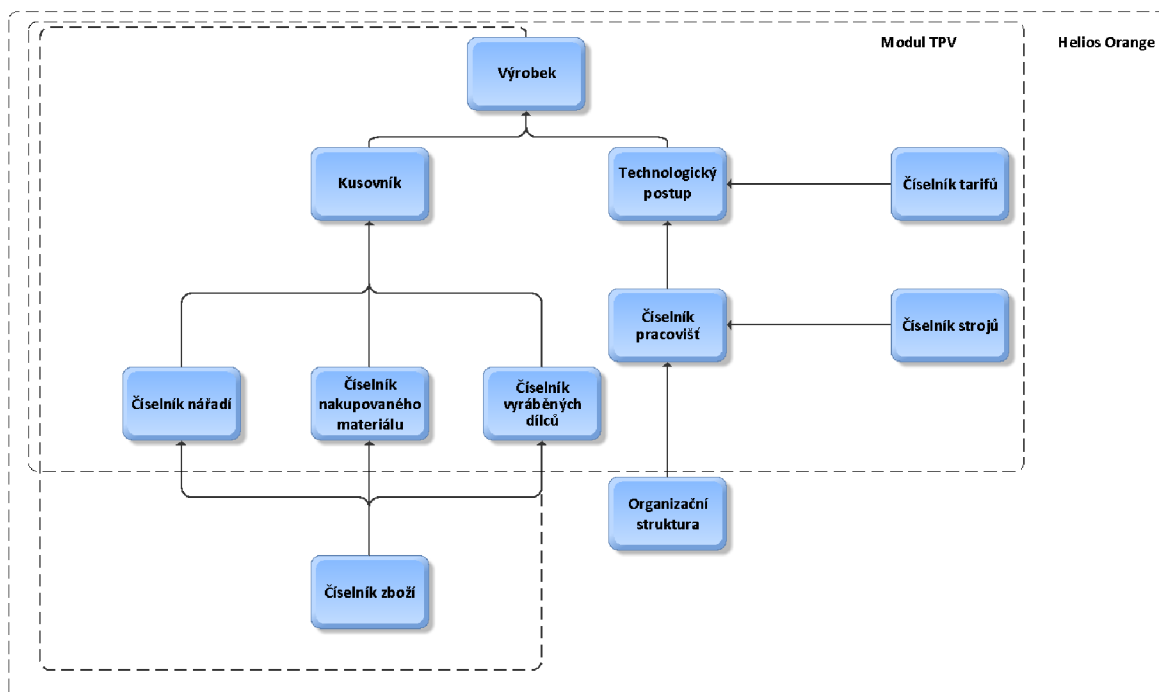 Modul TPV
Helios Orange
Výrobek
Kusovník
Technologický
postup
Číselník tarifů
Číselník
pracovišť
Číselník strojů
Číselník nářadí
Číselník
nakupovaného
materiálu
Číselník
vyráběných
dílců
Organizační
struktura
Číselník zboží